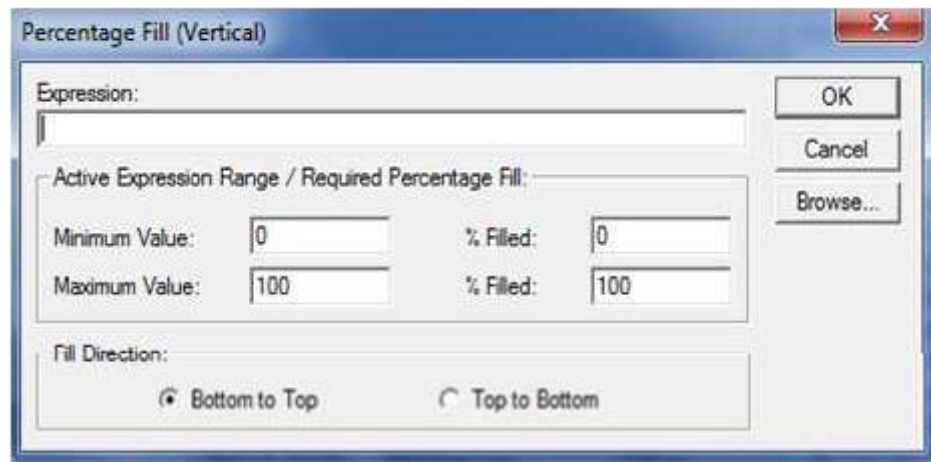 Percentage Fill (Vertical)
Expression:
OK
Cancel
Browse...
Active Expression Range / Required Percentage Fill:
Minimum Value: 0 % Filled: 0
Maximum Value: 100 % Filled: 100
Fill Direction:
Bottom to Top Top to Bottom